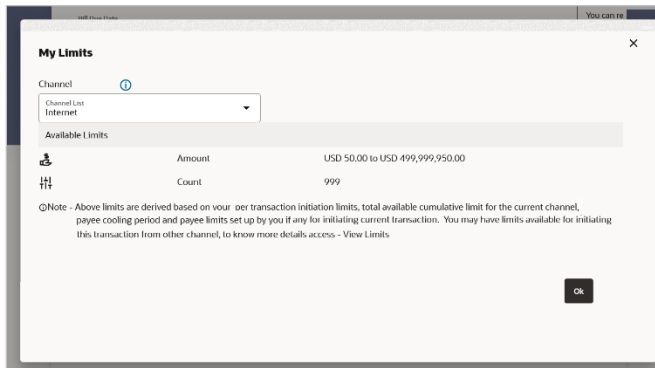 Bill Due Date
You can re
My Limits
Channel
Channel List
Internet
Available Limits
Amount USD 50.00 to USD 499,999,950.00
Count 999
Note - Above limits are derived based on your per transaction initiation limits, total available cumulative limit for the current channel,
payee cooling period and payee limits set up by you if any for initiating current transaction. You may have limits available for initiating
this transaction from other channel, to know more details access - View Limits
Ok